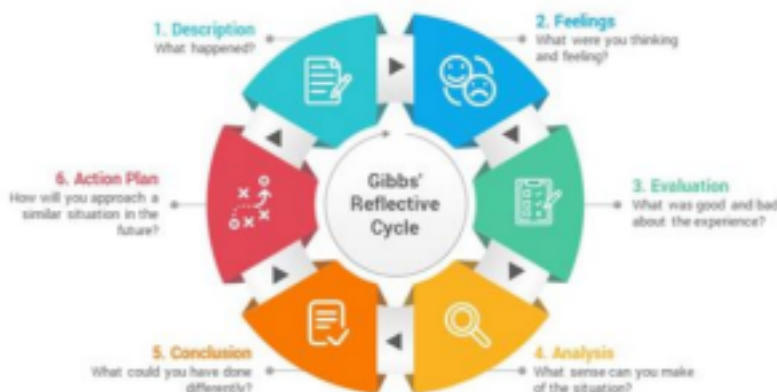 1. Description
What happened?
2. Feelings
What were you thinking
and feeling?
3. Evaluation
What was good and bad
about the experience?
4. Analysis
What sense can you make
of the situation?
5. Conclusion
What could you have done
differently?
6. Action Plan
How will you approach a
similar situation in the
future?
Gibbs'
Reflective
Cycle